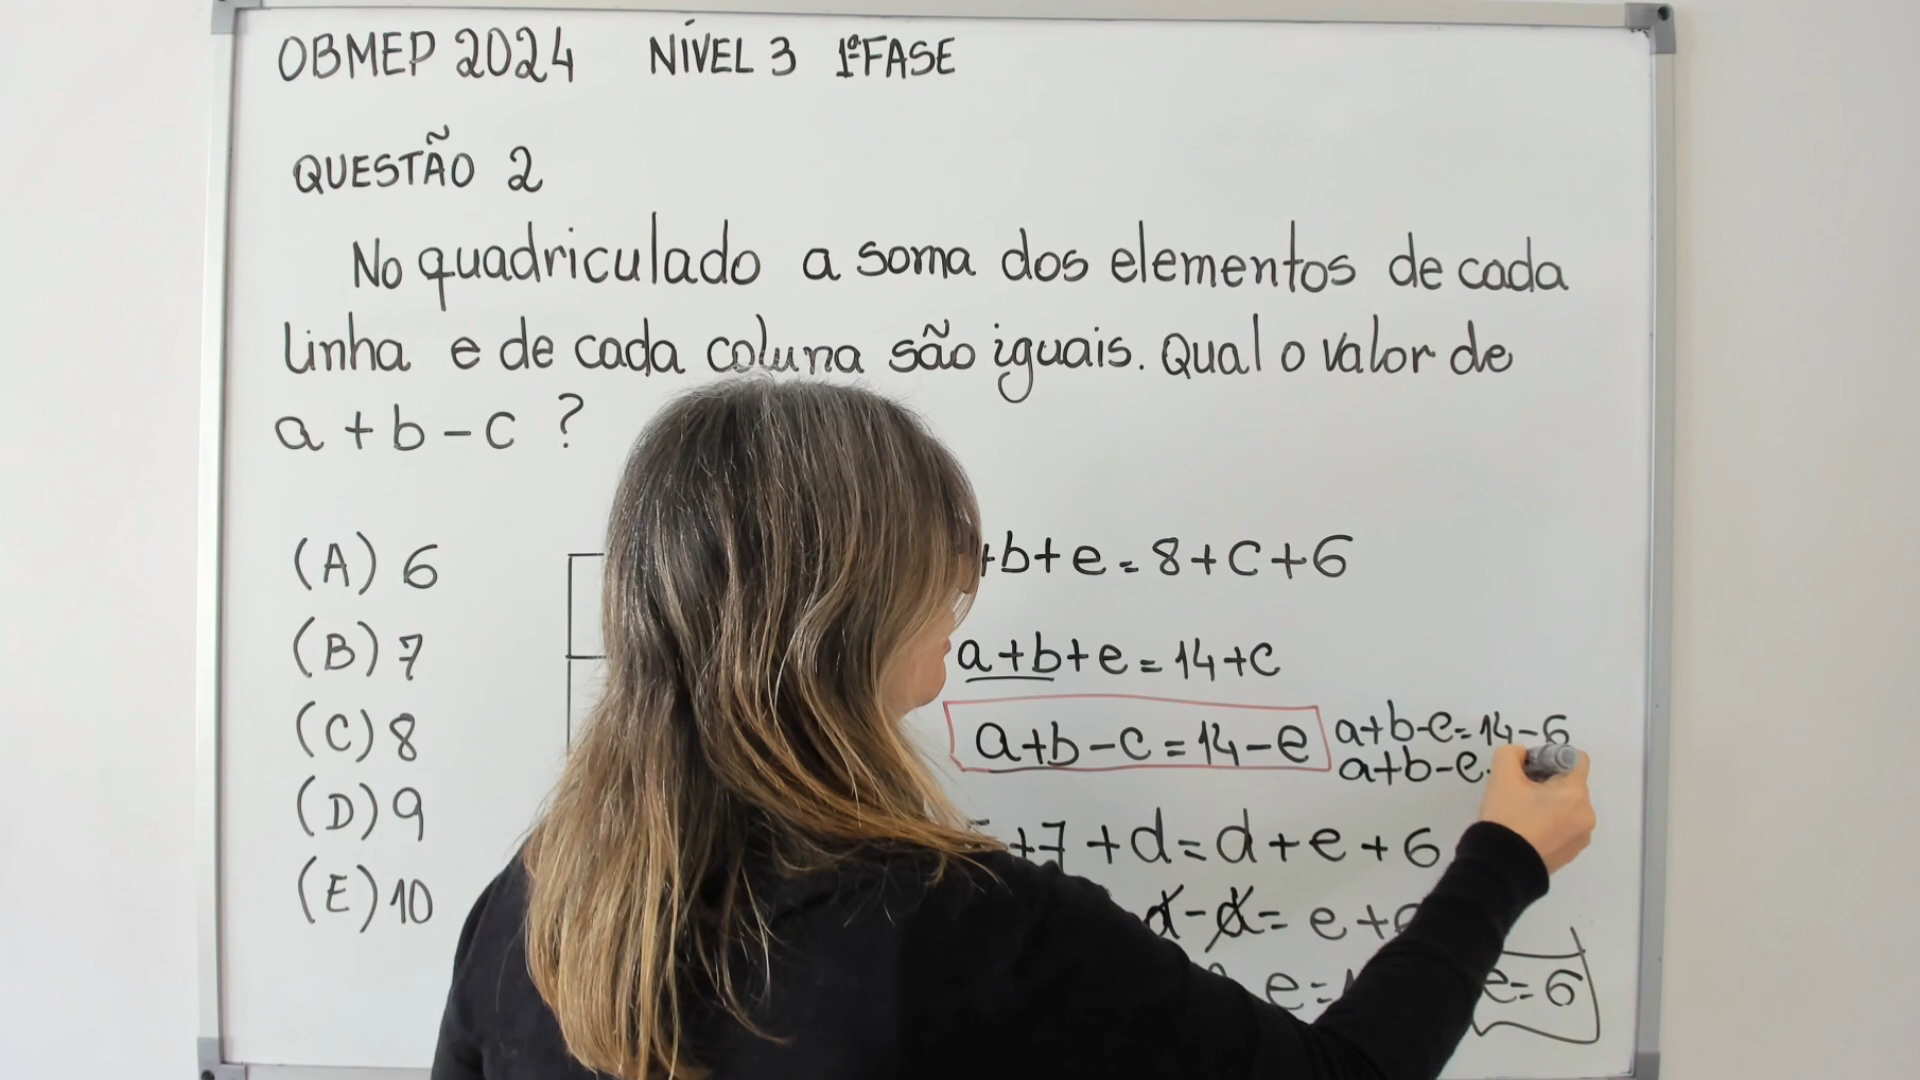 OBMEP 2024 NÍVEL 3 1ªFASE
QUESTÃO 2
No quadriculado a soma dos elementos de cada
linha e de cada coluna são iguais. Qual o valor de
a + b - c ?
(A) 6
(B) 7
(C) 8
(D) 9
(E) 10
+b+e=8+c+6
a+b+e=14+c
a+b-c=14-e
a+b-e=14-6
a+b-e
+7+d=d+e+6
d-d=e+
e=
e=6